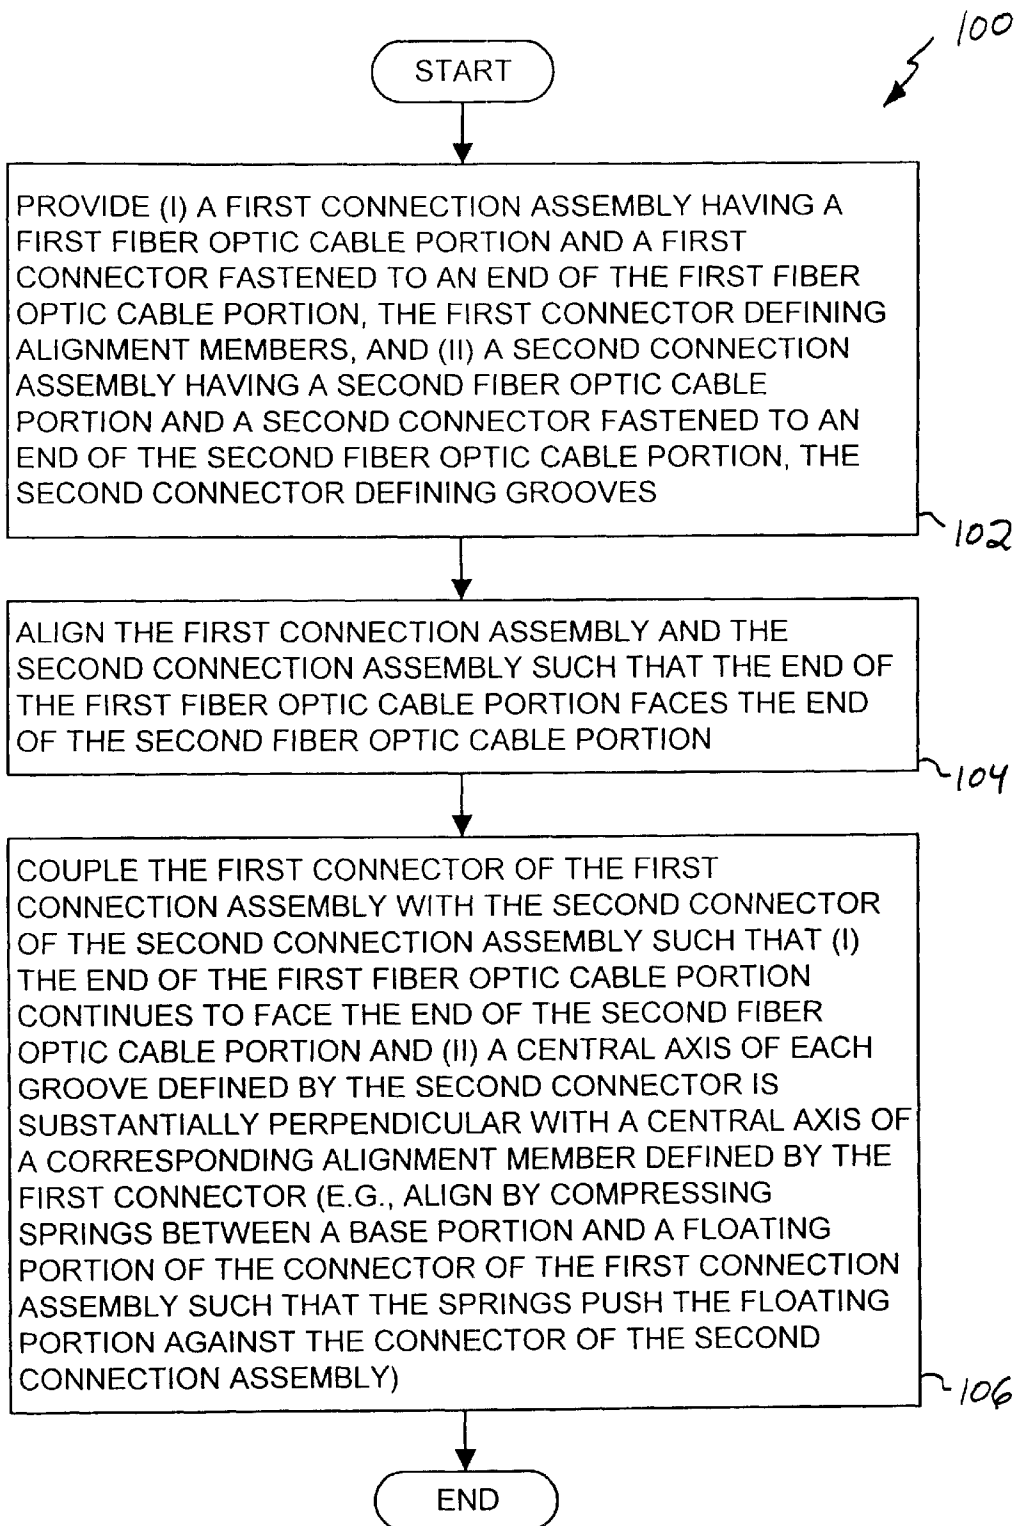 100
START
PROVIDE (I) A FIRST CONNECTION ASSEMBLY HAVING A
FIRST FIBER OPTIC CABLE PORTION AND A FIRST
CONNECTOR FASTENED TO AN END OF THE FIRST FIBER
OPTIC CABLE PORTION, THE FIRST CONNECTOR DEFINING
ALIGNMENT MEMBERS, AND (II) A SECOND CONNECTION
ASSEMBLY HAVING A SECOND FIBER OPTIC CABLE
PORTION AND A SECOND CONNECTOR FASTENED TO AN
END OF THE SECOND FIBER OPTIC CABLE PORTION, THE
SECOND CONNECTOR DEFINING GROOVES
102
ALIGN THE FIRST CONNECTION ASSEMBLY AND THE
SECOND CONNECTION ASSEMBLY SUCH THAT THE END OF
THE FIRST FIBER OPTIC CABLE PORTION FACES THE END
OF THE SECOND FIBER OPTIC CABLE PORTION
104
COUPLE THE FIRST CONNECTOR OF THE FIRST
CONNECTION ASSEMBLY WITH THE SECOND CONNECTOR
OF THE SECOND CONNECTION ASSEMBLY SUCH THAT (I)
THE END OF THE FIRST FIBER OPTIC CABLE PORTION
CONTINUES TO FACE THE END OF THE SECOND FIBER
OPTIC CABLE PORTION AND (II) A CENTRAL AXIS OF EACH
GROOVE DEFINED BY THE SECOND CONNECTOR IS
SUBSTANTIALLY PERPENDICULAR WITH A CENTRAL AXIS OF
A CORRESPONDING ALIGNMENT MEMBER DEFINED BY THE
FIRST CONNECTOR (E.G., ALIGN BY COMPRESSING
SPRINGS BETWEEN A BASE PORTION AND A FLOATING
PORTION OF THE CONNECTOR OF THE FIRST CONNECTION
ASSEMBLY SUCH THAT THE SPRINGS PUSH THE FLOATING
PORTION AGAINST THE CONNECTOR OF THE SECOND
CONNECTION ASSEMBLY)
106
END